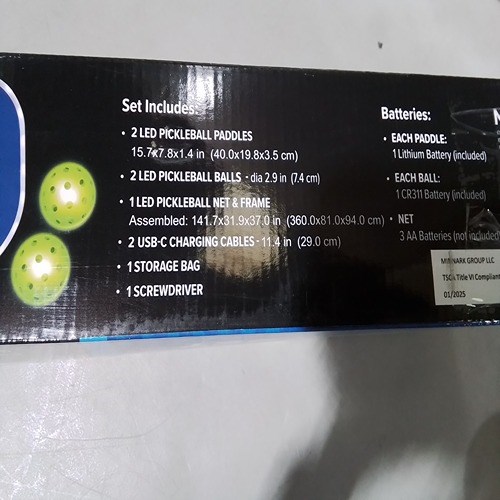 Set Includes:
• 2 LED PICKLEBALL PADDLES
15.7x7.8x1.4 in (40.0x19.8x3.5 cm)
• 2 LED PICKLEBALL BALLS - dia 2.9 in (7.4 cm)
• 1 LED PICKLEBALL NET & FRAME
Assembled: 141.7x31.9x37.0 in (360.0x81.0x94.0 cm)
• 2 USB-C CHARGING CABLES - 11.4 in (29.0 cm)
• 1 STORAGE BAG
• 1 SCREWDRIVER
Batteries:
• EACH PADDLE:
1 Lithium Battery (included)
• EACH BALL:
1 CR311 Battery (included)
• NET
3 AA Batteries (not included)
GROUP LLC
Title VI Compliant
01/2025